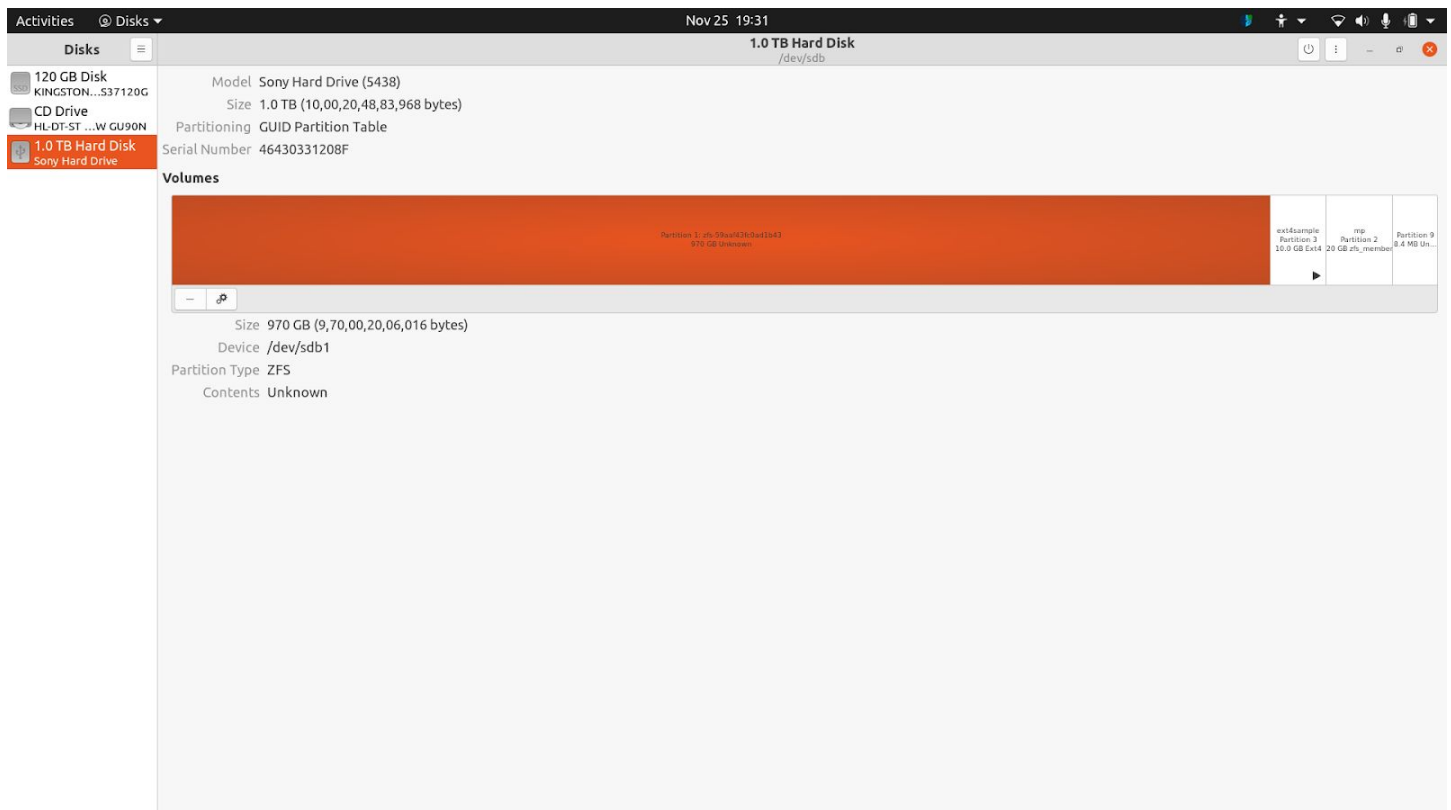 Activities Disks Nov 25 19:31
Disks 1.0 TB Hard Disk
/dev/sdb
120 GB Disk
KINGSTON...S37120G
CD Drive
HL-DT-ST ...W GU90N
1.0 TB Hard Disk
Sony Hard Drive
Model Sony Hard Drive (5438)
Size 1.0 TB (10,00,20,48,83,968 bytes)
Partitioning GUID Partition Table
Serial Number 46430331208F
Volumes
Partition 1: zfs-59aaf43fc0ad1b43
970 GB Unknown
ext4sample
Partition 3
10.0 GB Ext4
mp
Partition 2
20 GB zfs_member
Partition 9
8.4 MB Un...
Size 970 GB (9,70,00,20,06,016 bytes)
Device /dev/sdb1
Partition Type ZFS
Contents Unknown